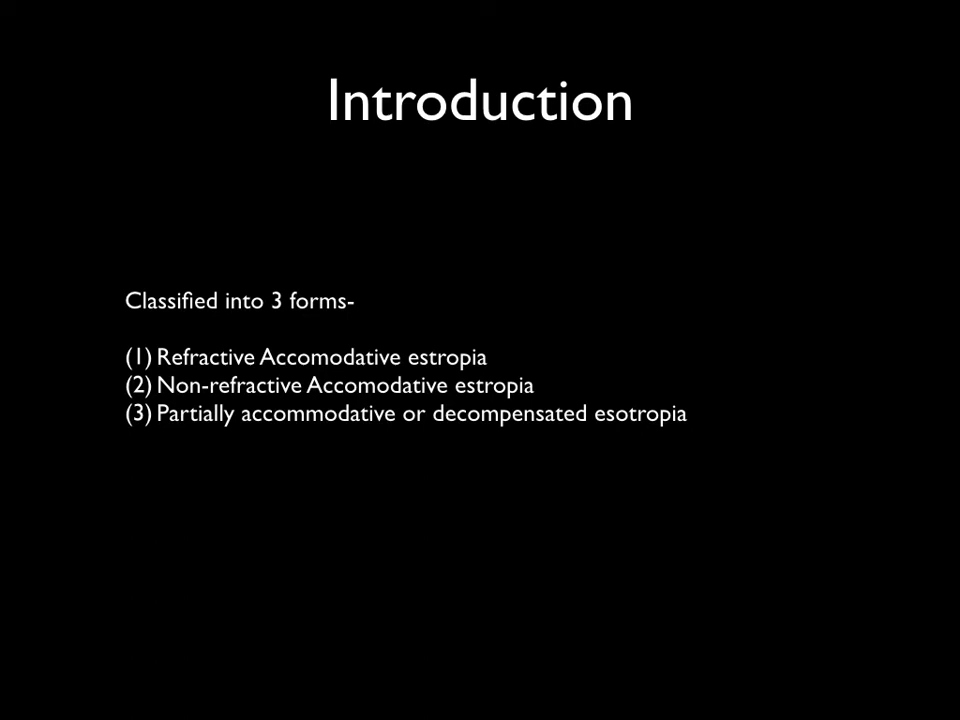 Introduction
Classified into 3 forms-
(1) Refractive Accomodative estropia
(2) Non-refractive Accomodative estropia
(3) Partially accommodative or decompensated esotropia